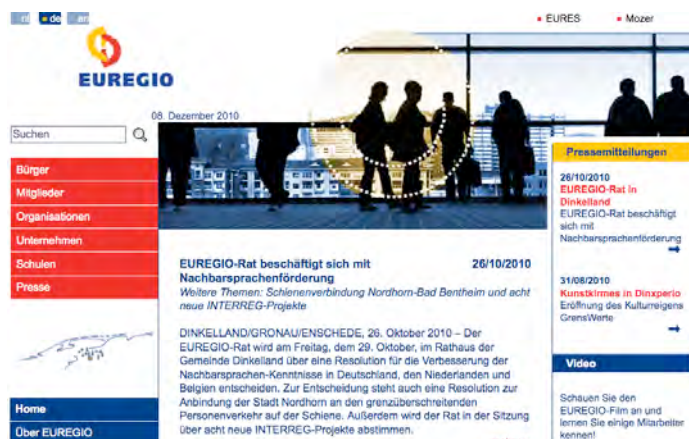 nl de en
EURES Mozer
EUREGIO
08. Dezember 2010
Suchen
Bürger
Mitglieder
Organisationen
Unternehmen
Schulen
Presse
Home
Über EUREGIO
EUREGIO-Rat beschäftigt sich mit 26/10/2010
Nachbarsprachenförderung
Weitere Themen: Schienenverbindung Nordhorn-Bad Bentheim und acht
neue INTERREG-Projekte
DINKELLAND/GRONAU/ENSCHEDE, 26. Oktober 2010 – Der
EUREGIO-Rat wird am Freitag, dem 29. Oktober, im Rathaus der
Gemeinde Dinkelland über eine Resolution für die Verbesserung der
Nachbarsprachen-Kenntnisse in Deutschland, den Niederlanden und
Belgien entscheiden. Zur Entscheidung steht auch eine Resolution zur
Anbindung der Stadt Nordhorn an den grenzüberschreitenden
Personenverkehr auf der Schiene. Außerdem wird der Rat in der Sitzung
über acht neue INTERREG-Projekte abstimmen.
Pressemitteilungen
26/10/2010
EUREGIO-Rat in
Dinkelland
EUREGIO-Rat beschäftigt
sich mit
Nachbarsprachenförderung
31/08/2010
Kunstkirmes in Dinxperlo
Eröffnung des Kulturreigens
GrensWerte
Video
Schauen Sie den
EUREGIO-Film an und
lernen Sie einige Mitarbeiter
kennen!